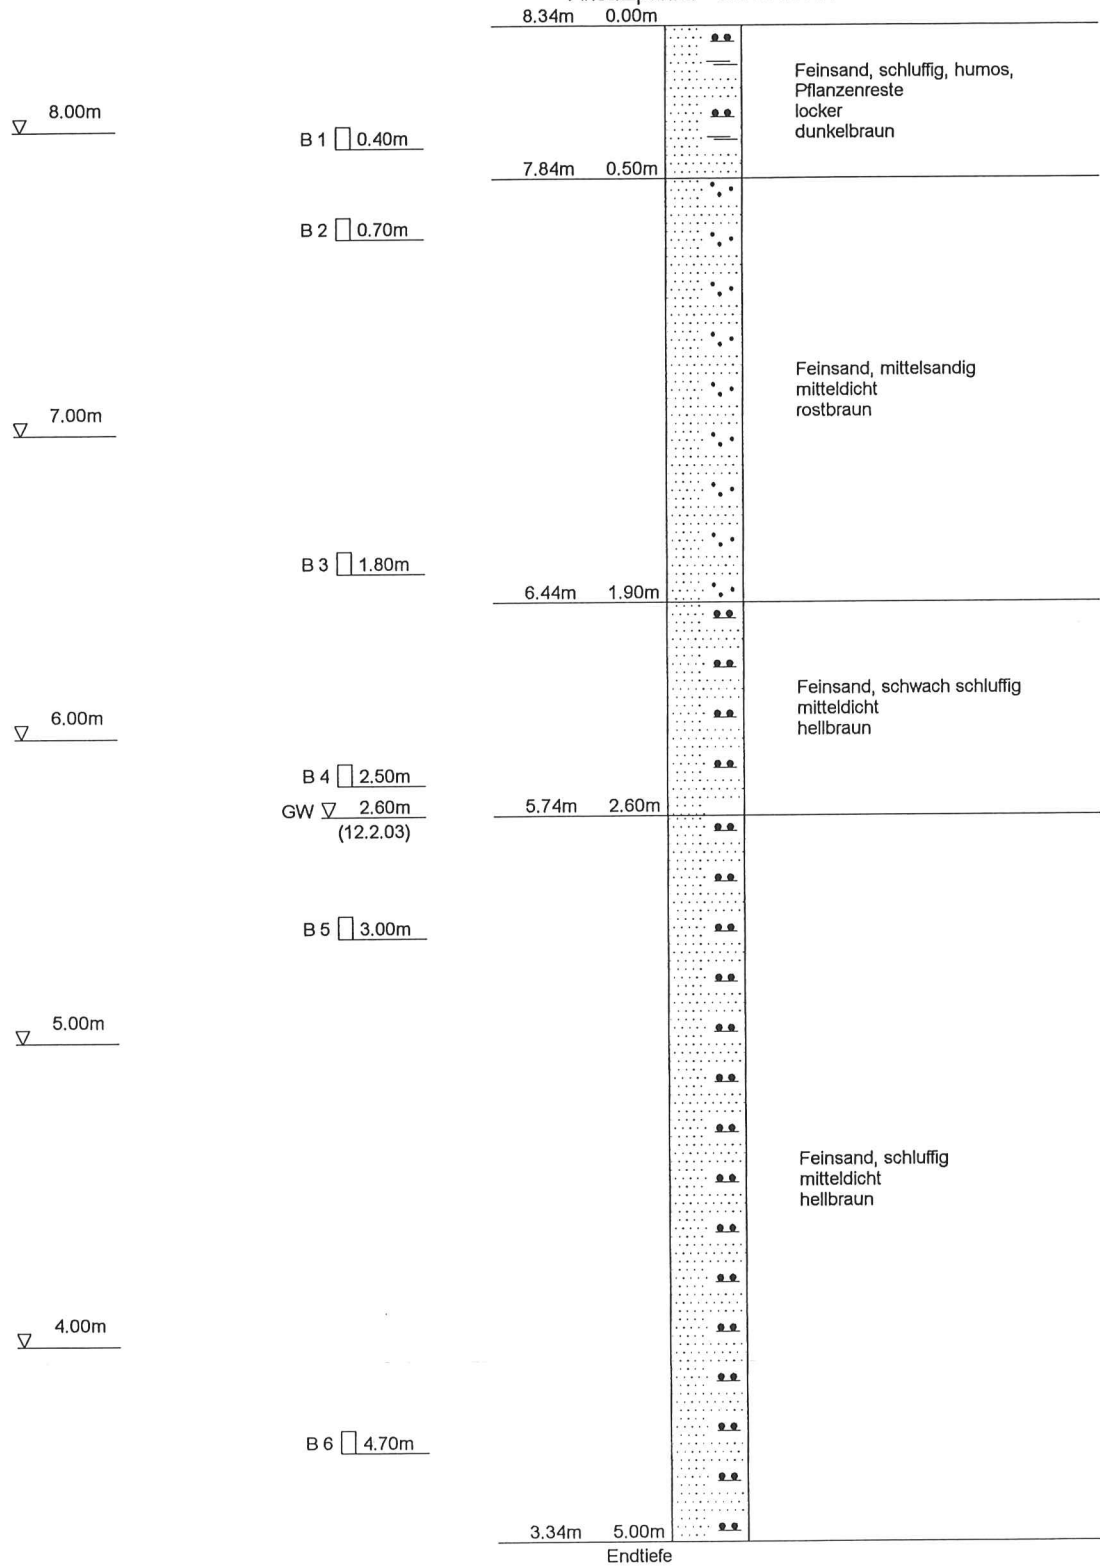 8.34m 0.00m
Feinsand, schluffig, humos,
Pflanzenreste
locker
dunkelbraun
8.00m
B 1 0.40m
7.84m 0.50m
B 2 0.70m
Feinsand, mittelsandig
mitteldicht
rostbraun
7.00m
B 3 1.80m
6.44m 1.90m
Feinsand, schwach schluffig
mitteldicht
hellbraun
6.00m
B 4 2.50m
GW 2.60m
(12.2.03)
5.74m 2.60m
B 5 3.00m
5.00m
Feinsand, schluffig
mitteldicht
hellbraun
4.00m
B 6 4.70m
3.34m 5.00m
Endtiefe